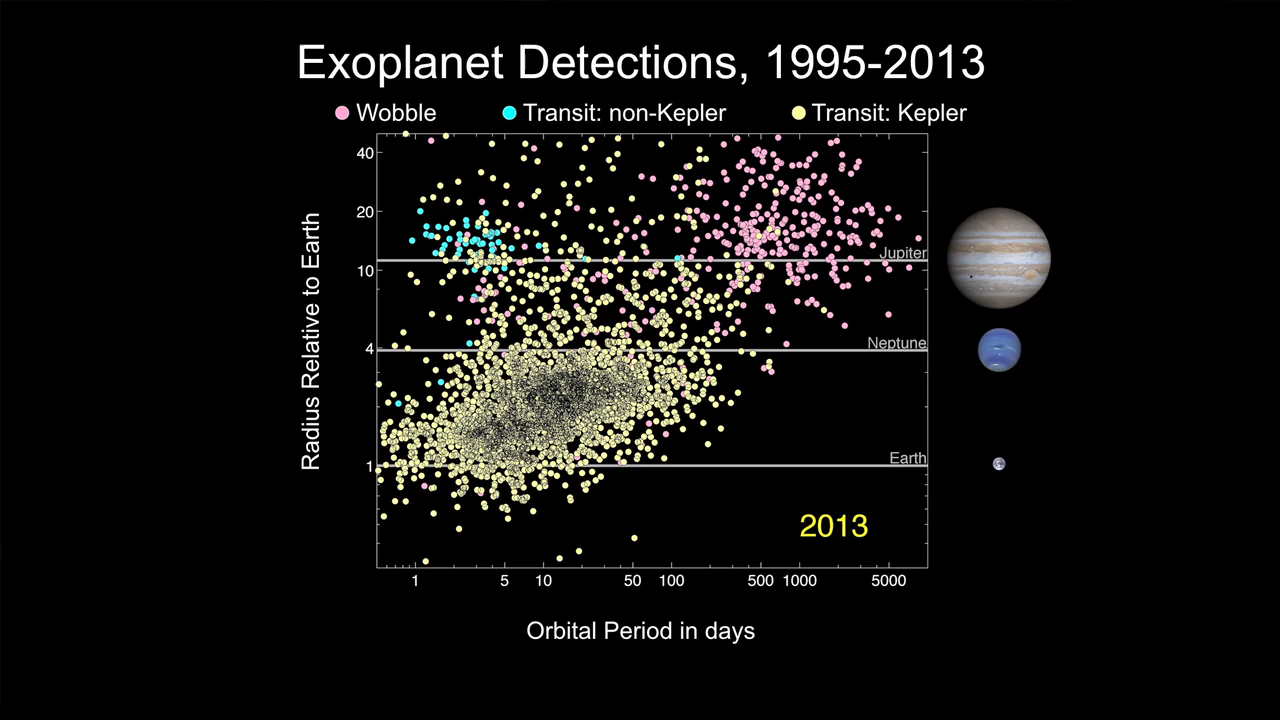 Exoplanet Detections, 1995-2013
Wobble Transit: non-Kepler Transit: Kepler
40
20
Jupiter
10
Neptune
4
Earth
1
Radius Relative to Earth
2013
1 5 10 50 100 500 1000 5000
Orbital Period in days